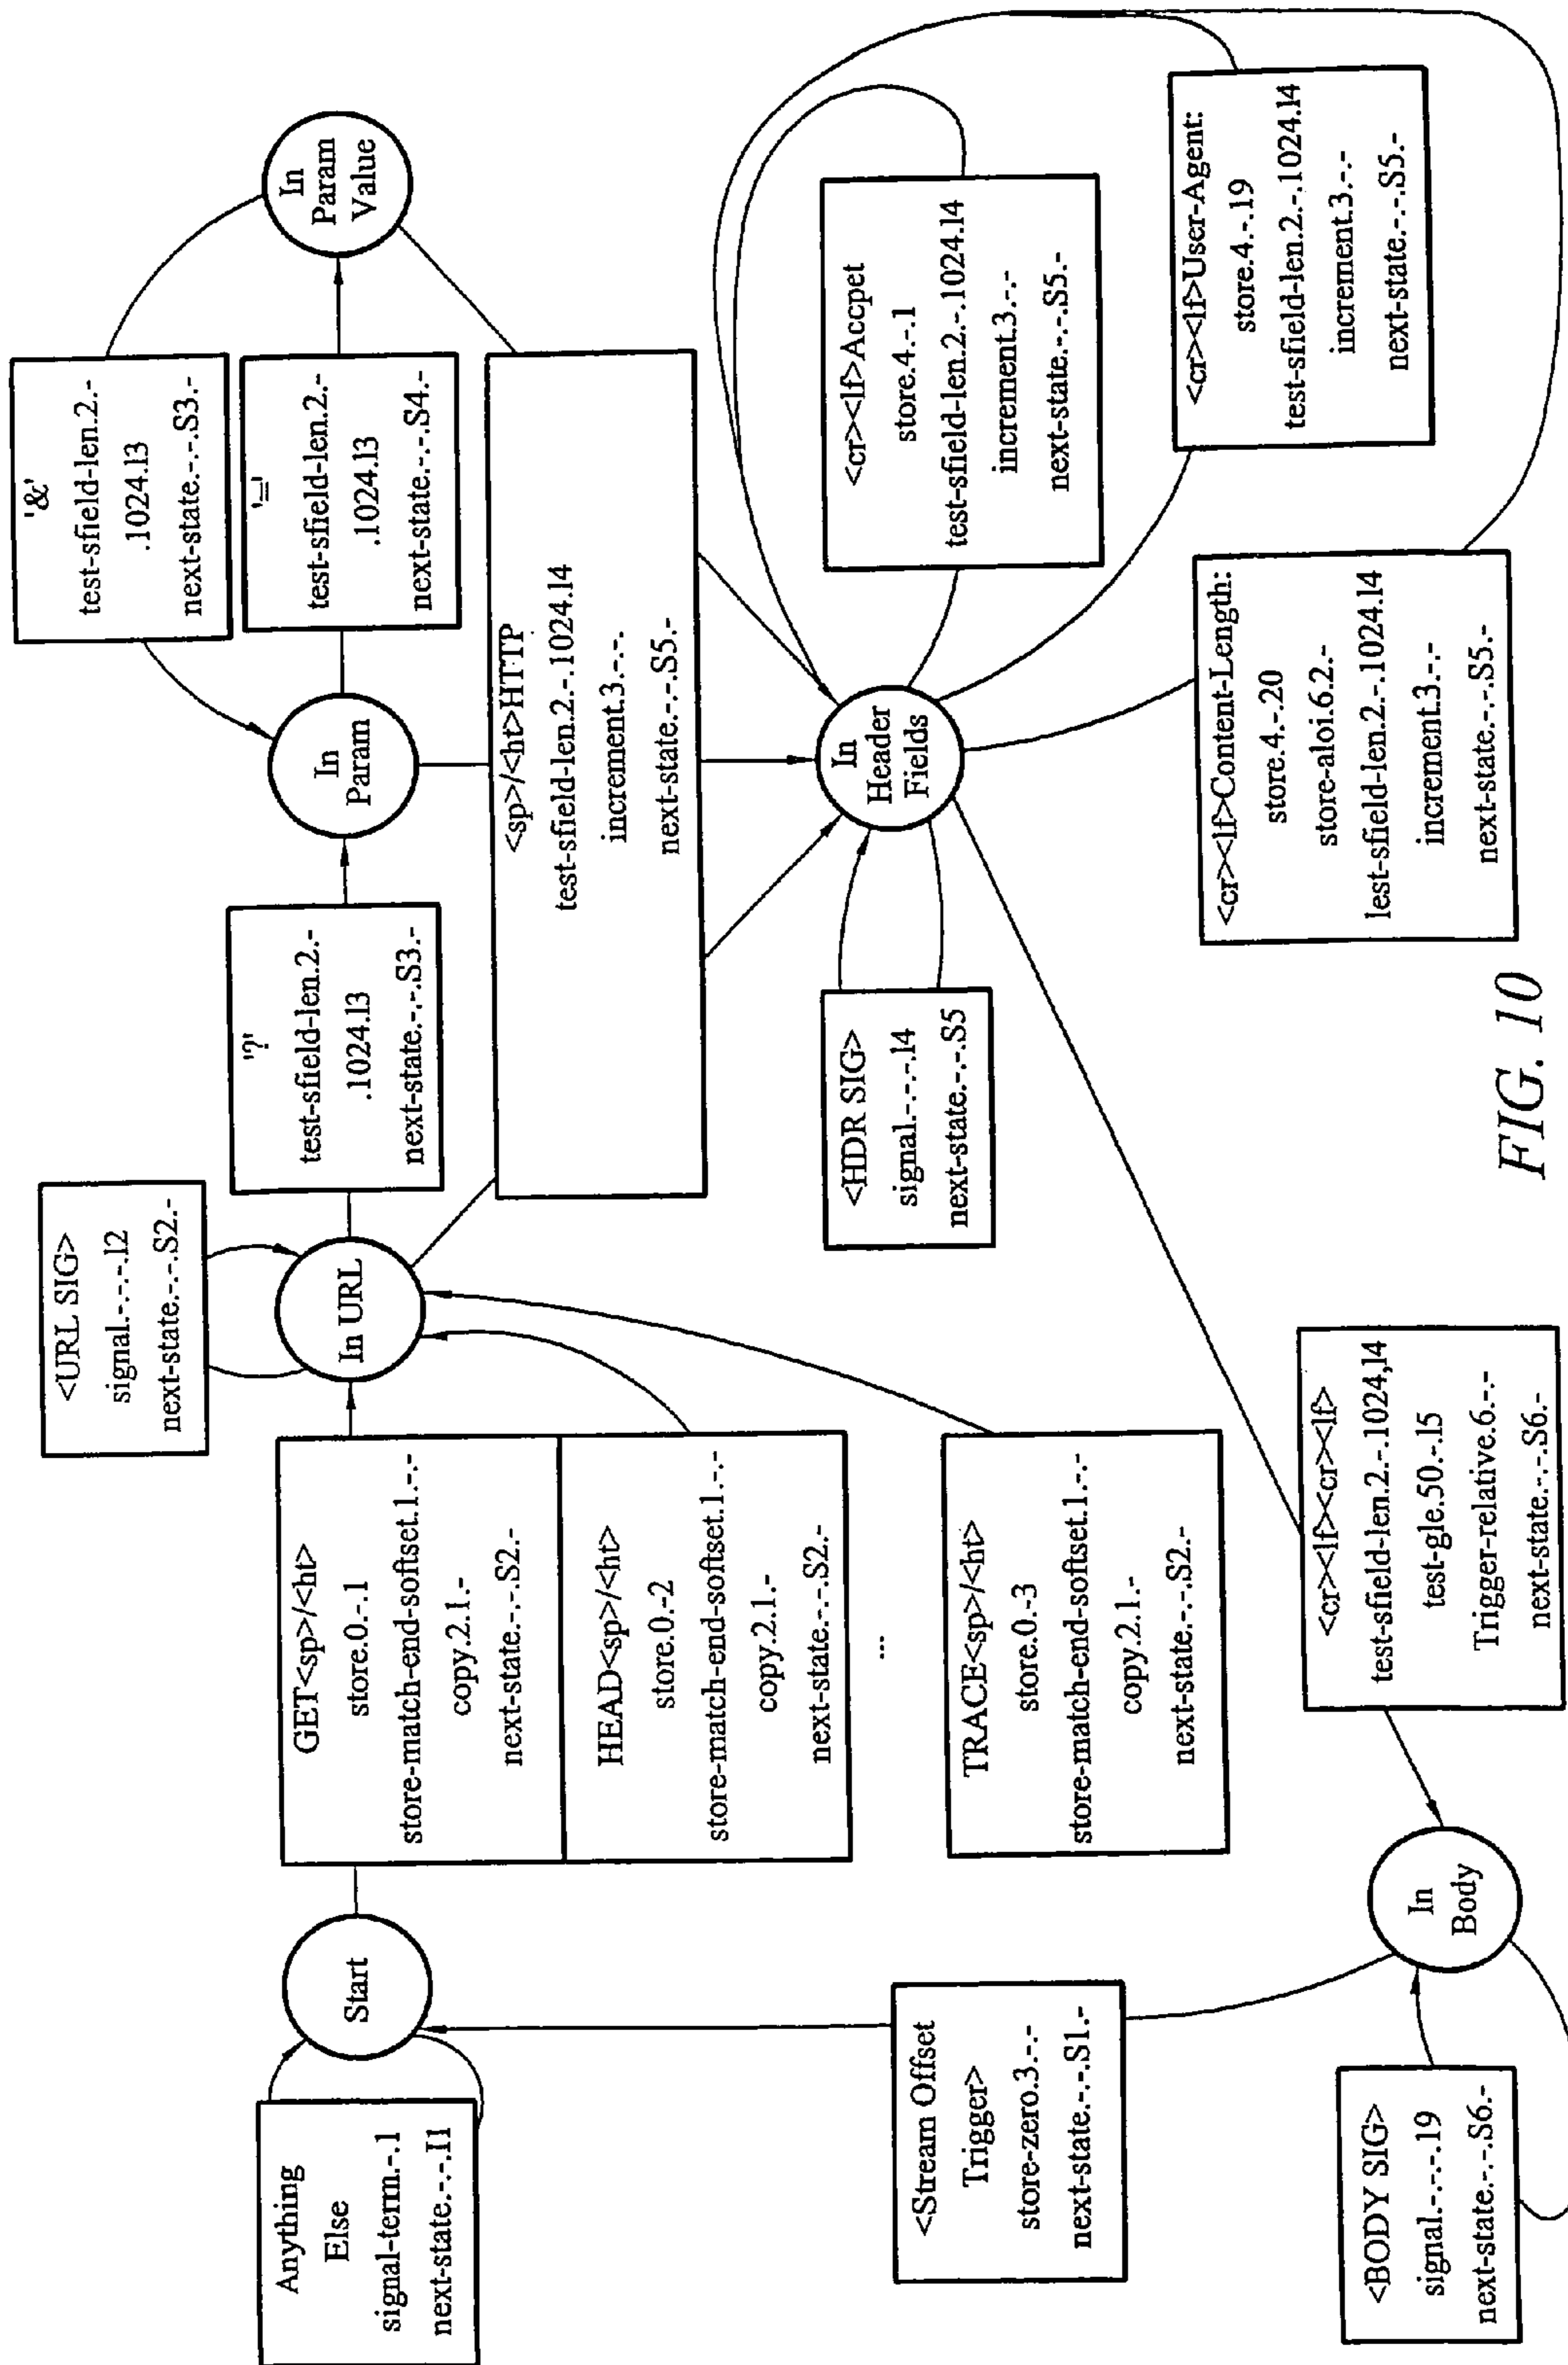 Anything
Else
signal-term.-.1
next-state.-.-.I1
Start
GET<sp>/<ht>
store.0.-.1
store-match-end-softset.1.-.-
copy.2.1.-
next-state.-.-.S2.-
HEAD<sp>/<ht>
store.0.-2
store-match-end-softset.1.-.-
copy.2.1.-
next-state.-.-.S2.-
...
TRACE<sp>/<ht>
store.0.-3
store-match-end-softset.1.-.-
copy.2.1.-
next-state.-.-.S2.-
<URL SIG>
signal.-.-.-.12
next-state.-.-.S2.-
In URL
'?'
test-sfield-len.2.-
.1024.13
next-state.-.-.S3.-
In
Param
'&'
test-sfield-len.2.-
.1024.13
next-state.-.-.S3.-
'='
test-sfield-len.2.-
.1024.13
next-state.-.-.S4.-
In
Param
Value
<sp>/<ht>HTTP
test-sfield-len.2.-.1024.14
increment.3.-.-.
next-state.-.-.S5.-
In
Header
Fields
<HDR SIG>
signal.-.-.-.14
next-state.-.-.S5
<cr><lf>Accpet
store.4.-.1
test-sfield-len.2.-.1024.14
increment.3.-.-
next-state.-.-.S5.-
<cr><lf>User-Agent:
store.4.-.19
test-sfield-len.2.-.1024.14
increment.3.-.-
next-state.-.-.S5.-
<cr><lf>Content-Length:
store.4.-.20
store-aloi.6.2.-
lest-sfield-len.2.-.1024.14
increment.3.-.-
next-state.-.-.S5.-
<cr><lf><cr><lf>
test-sfield-len.2.-.1024,14
test-gle.50.-.15
Trigger-relative.6.-.-
next-state.-.-.S6.-
In
Body
<Stream Offset
Trigger>
store-zero.3.-.-
next-state.-.-.S1.-
<BODY SIG>
signal.-.-.-.19
next-state.-.-.S6.-
FIG. 10